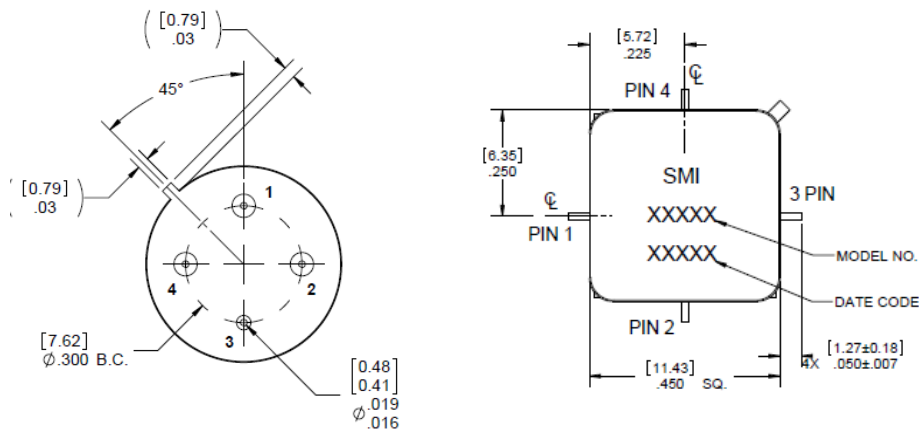 [0.79]
.03
45°
[0.79]
.03
1
2
3
4
[7.62]
Ø.300 B.C.
[0.48]
[0.41]
Ø.019
.016
[5.72]
.225
℄
PIN 4
[6.35]
.250
℄
PIN 1
SMI
XXXXX
XXXXX
3 PIN
MODEL NO.
DATE CODE
PIN 2
[1.27±0.18]
4X .050±.007
[11.43]
.450 SQ.